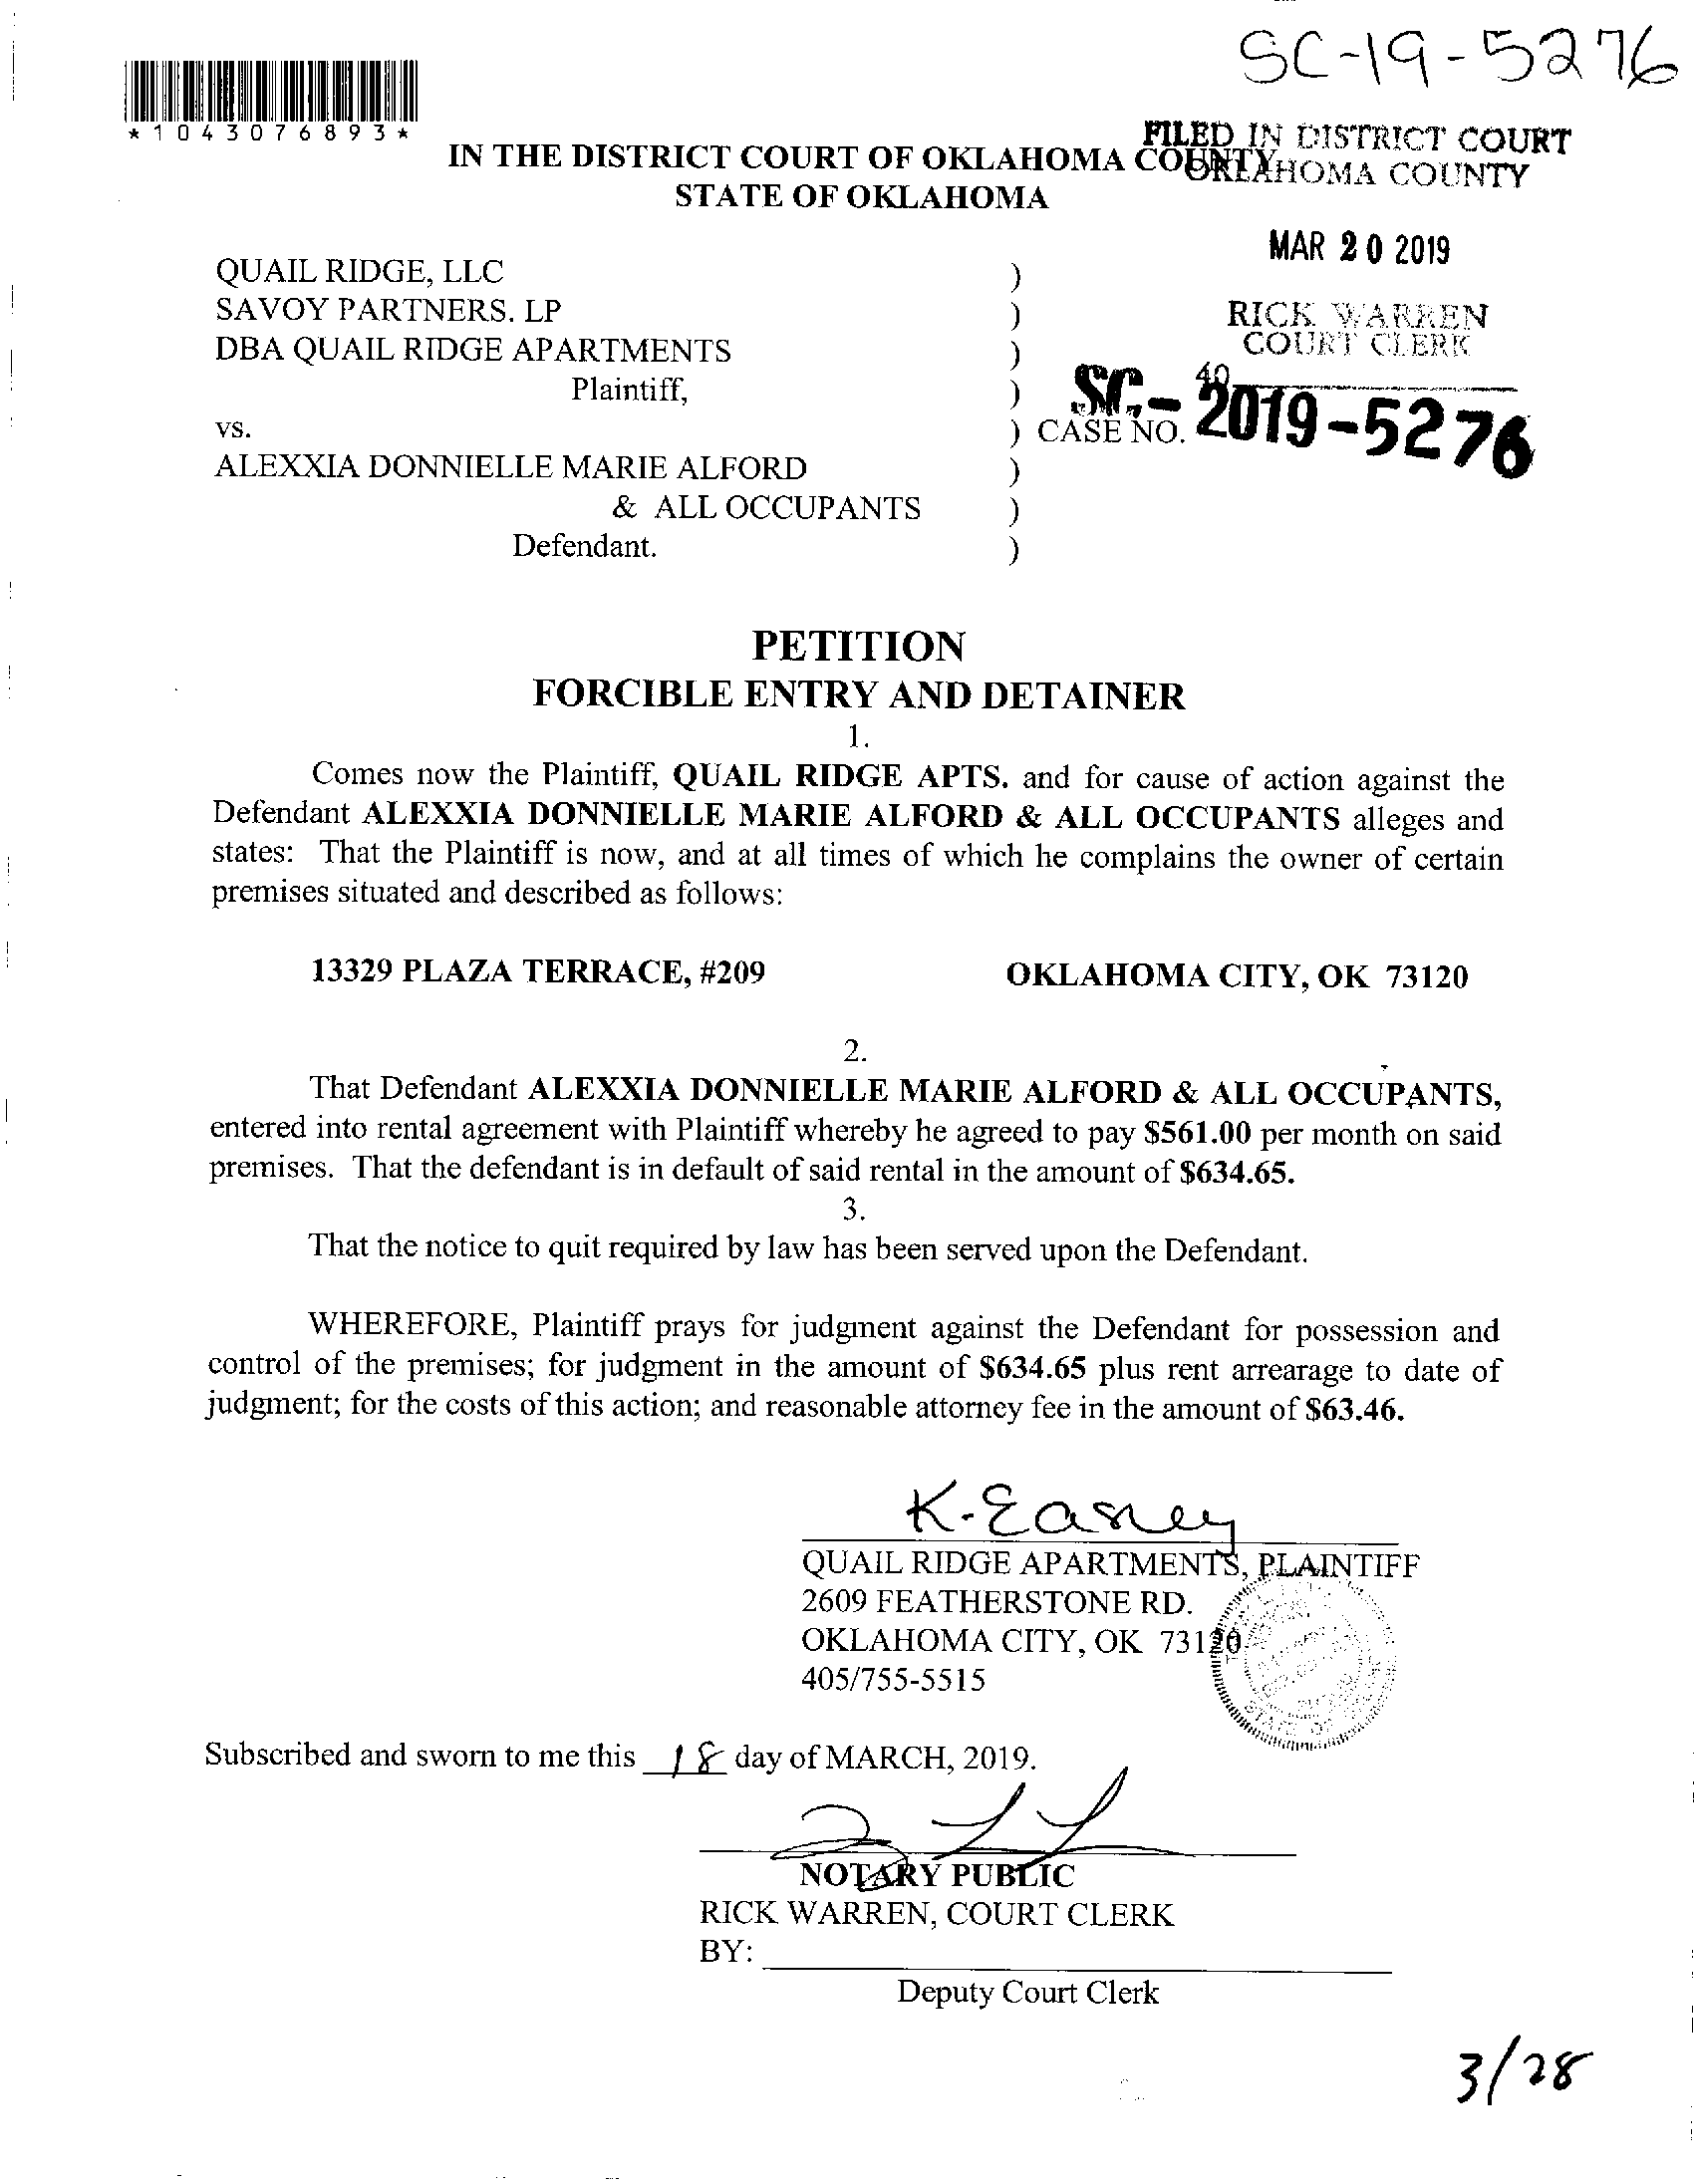 SC-19-5276
*1043076893*
FILED IN DISTRICT COURT
OKLAHOMA COUNTY
IN THE DISTRICT COURT OF OKLAHOMA COUNTY
STATE OF OKLAHOMA
MAR 20 2019
QUAIL RIDGE, LLC )
SAVOY PARTNERS. LP )
RICK WARREN
COURT CLERK
DBA QUAIL RIDGE APARTMENTS )
40
Plaintiff, )
SC-2019-5276
vs. ) CASE NO.
ALEXXIA DONNIELLE MARIE ALFORD )
& ALL OCCUPANTS )
Defendant. )
PETITION
FORCIBLE ENTRY AND DETAINER
1.
Comes now the Plaintiff, QUAIL RIDGE APTS. and for cause of action against the
Defendant ALEXXIA DONNIELLE MARIE ALFORD & ALL OCCUPANTS alleges and
states: That the Plaintiff is now, and at all times of which he complains the owner of certain
premises situated and described as follows:
13329 PLAZA TERRACE, #209 OKLAHOMA CITY, OK 73120
2.
That Defendant ALEXXIA DONNIELLE MARIE ALFORD & ALL OCCUPANTS,
entered into rental agreement with Plaintiff whereby he agreed to pay $561.00 per month on said
premises. That the defendant is in default of said rental in the amount of $634.65.
3.
That the notice to quit required by law has been served upon the Defendant.
WHEREFORE, Plaintiff prays for judgment against the Defendant for possession and
control of the premises; for judgment in the amount of $634.65 plus rent arrearage to date of
judgment; for the costs of this action; and reasonable attorney fee in the amount of $63.46.
K. Easley
QUAIL RIDGE APARTMENTS, PLAINTIFF
2609 FEATHERSTONE RD.
OKLAHOMA CITY, OK 73120
405/755-5515
STATE OF
Subscribed and sworn to me this 18 day of MARCH, 2019.
NOTARY PUBLIC
RICK WARREN, COURT CLERK
BY:
Deputy Court Clerk
3/28